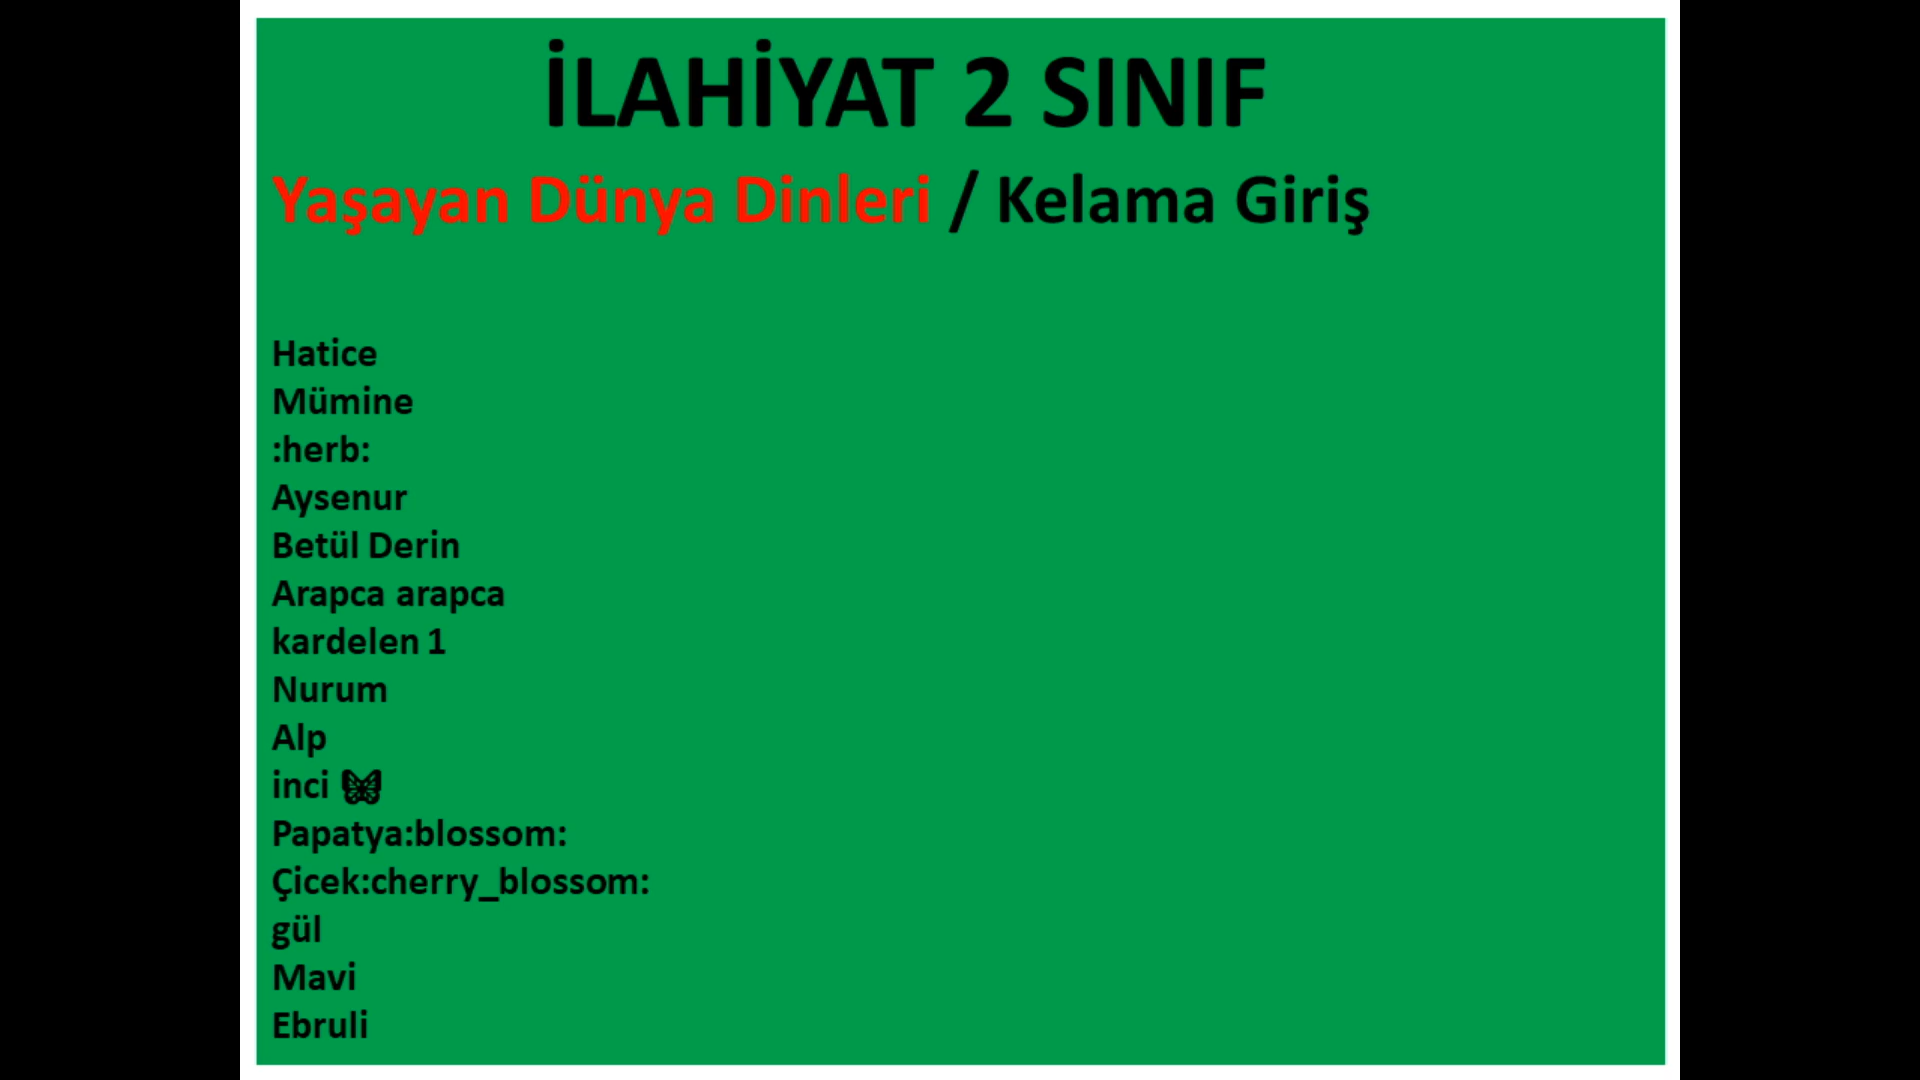 İLAHİYAT 2 SINIF
Yaşayan Dünya Dinleri / Kelama Giriş
Hatice
Mümine
:herb:
Aysenur
Betül Derin
Arapca arapca
kardelen 1
Nurum
Alp
inci 🦋
Papatya:blossom:
Çicek:cherry_blossom:
gül
Mavi
Ebruli